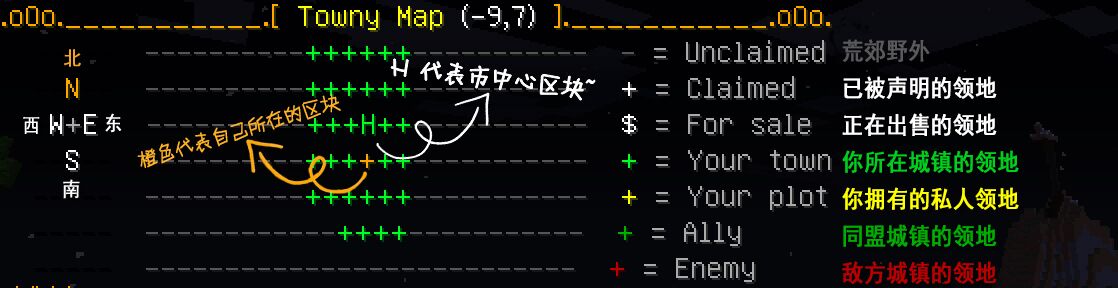 .oOo.____________.[ Towny Map (-9,7) ].____________.oOo.
北
------------------++++++------------------ - = Unclaimed 荒郊野外
N ------------------++++++------------------ + = Claimed 已被声明的领地
H 代表市中心区块~
西 W+E 东 ------------------+++H++------------------ $ = For sale 正在出售的领地
橙色代表自己所在的区块
S ------------------++++++------------------ + = Your town 你所在城镇的领地
南
------------------++++++------------------ + = Your plot 你拥有的私人领地
--------------------++++------------------ + = Ally 同盟城镇的领地
------------------------------------------ + = Enemy 敌方城镇的领地